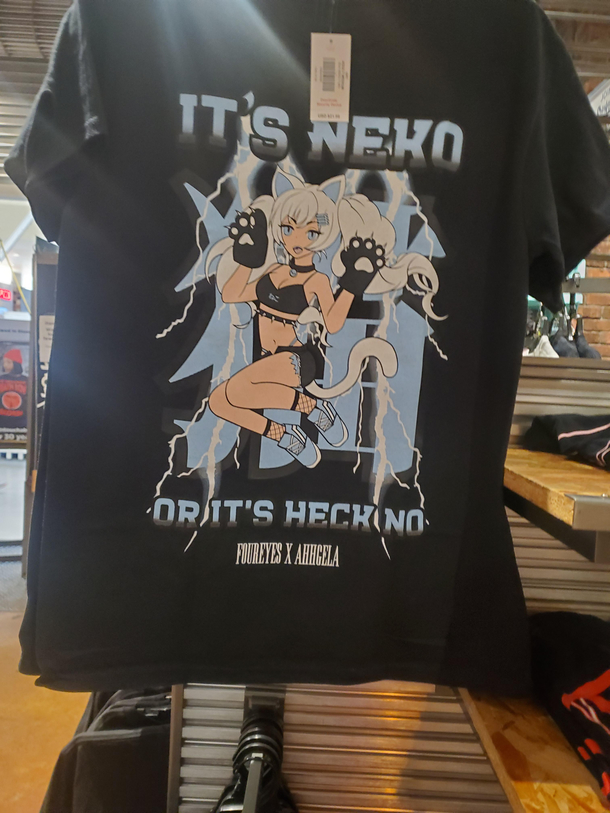 IT'S NEKO
OR IT'S HECK NO
FOUREYES X AHHGELA